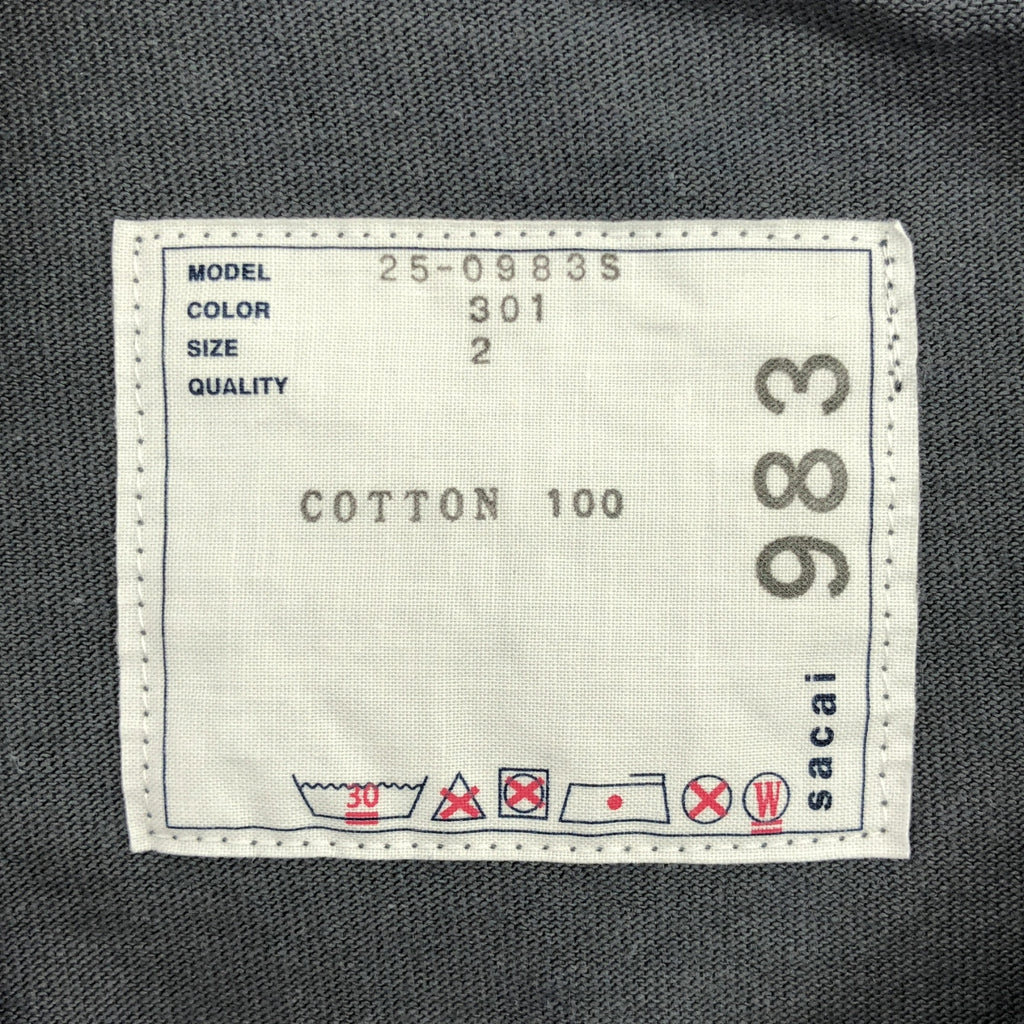 MODEL 25-0983S
COLOR 301
SIZE 2
QUALITY
COTTON 100
983
sacai
30
W